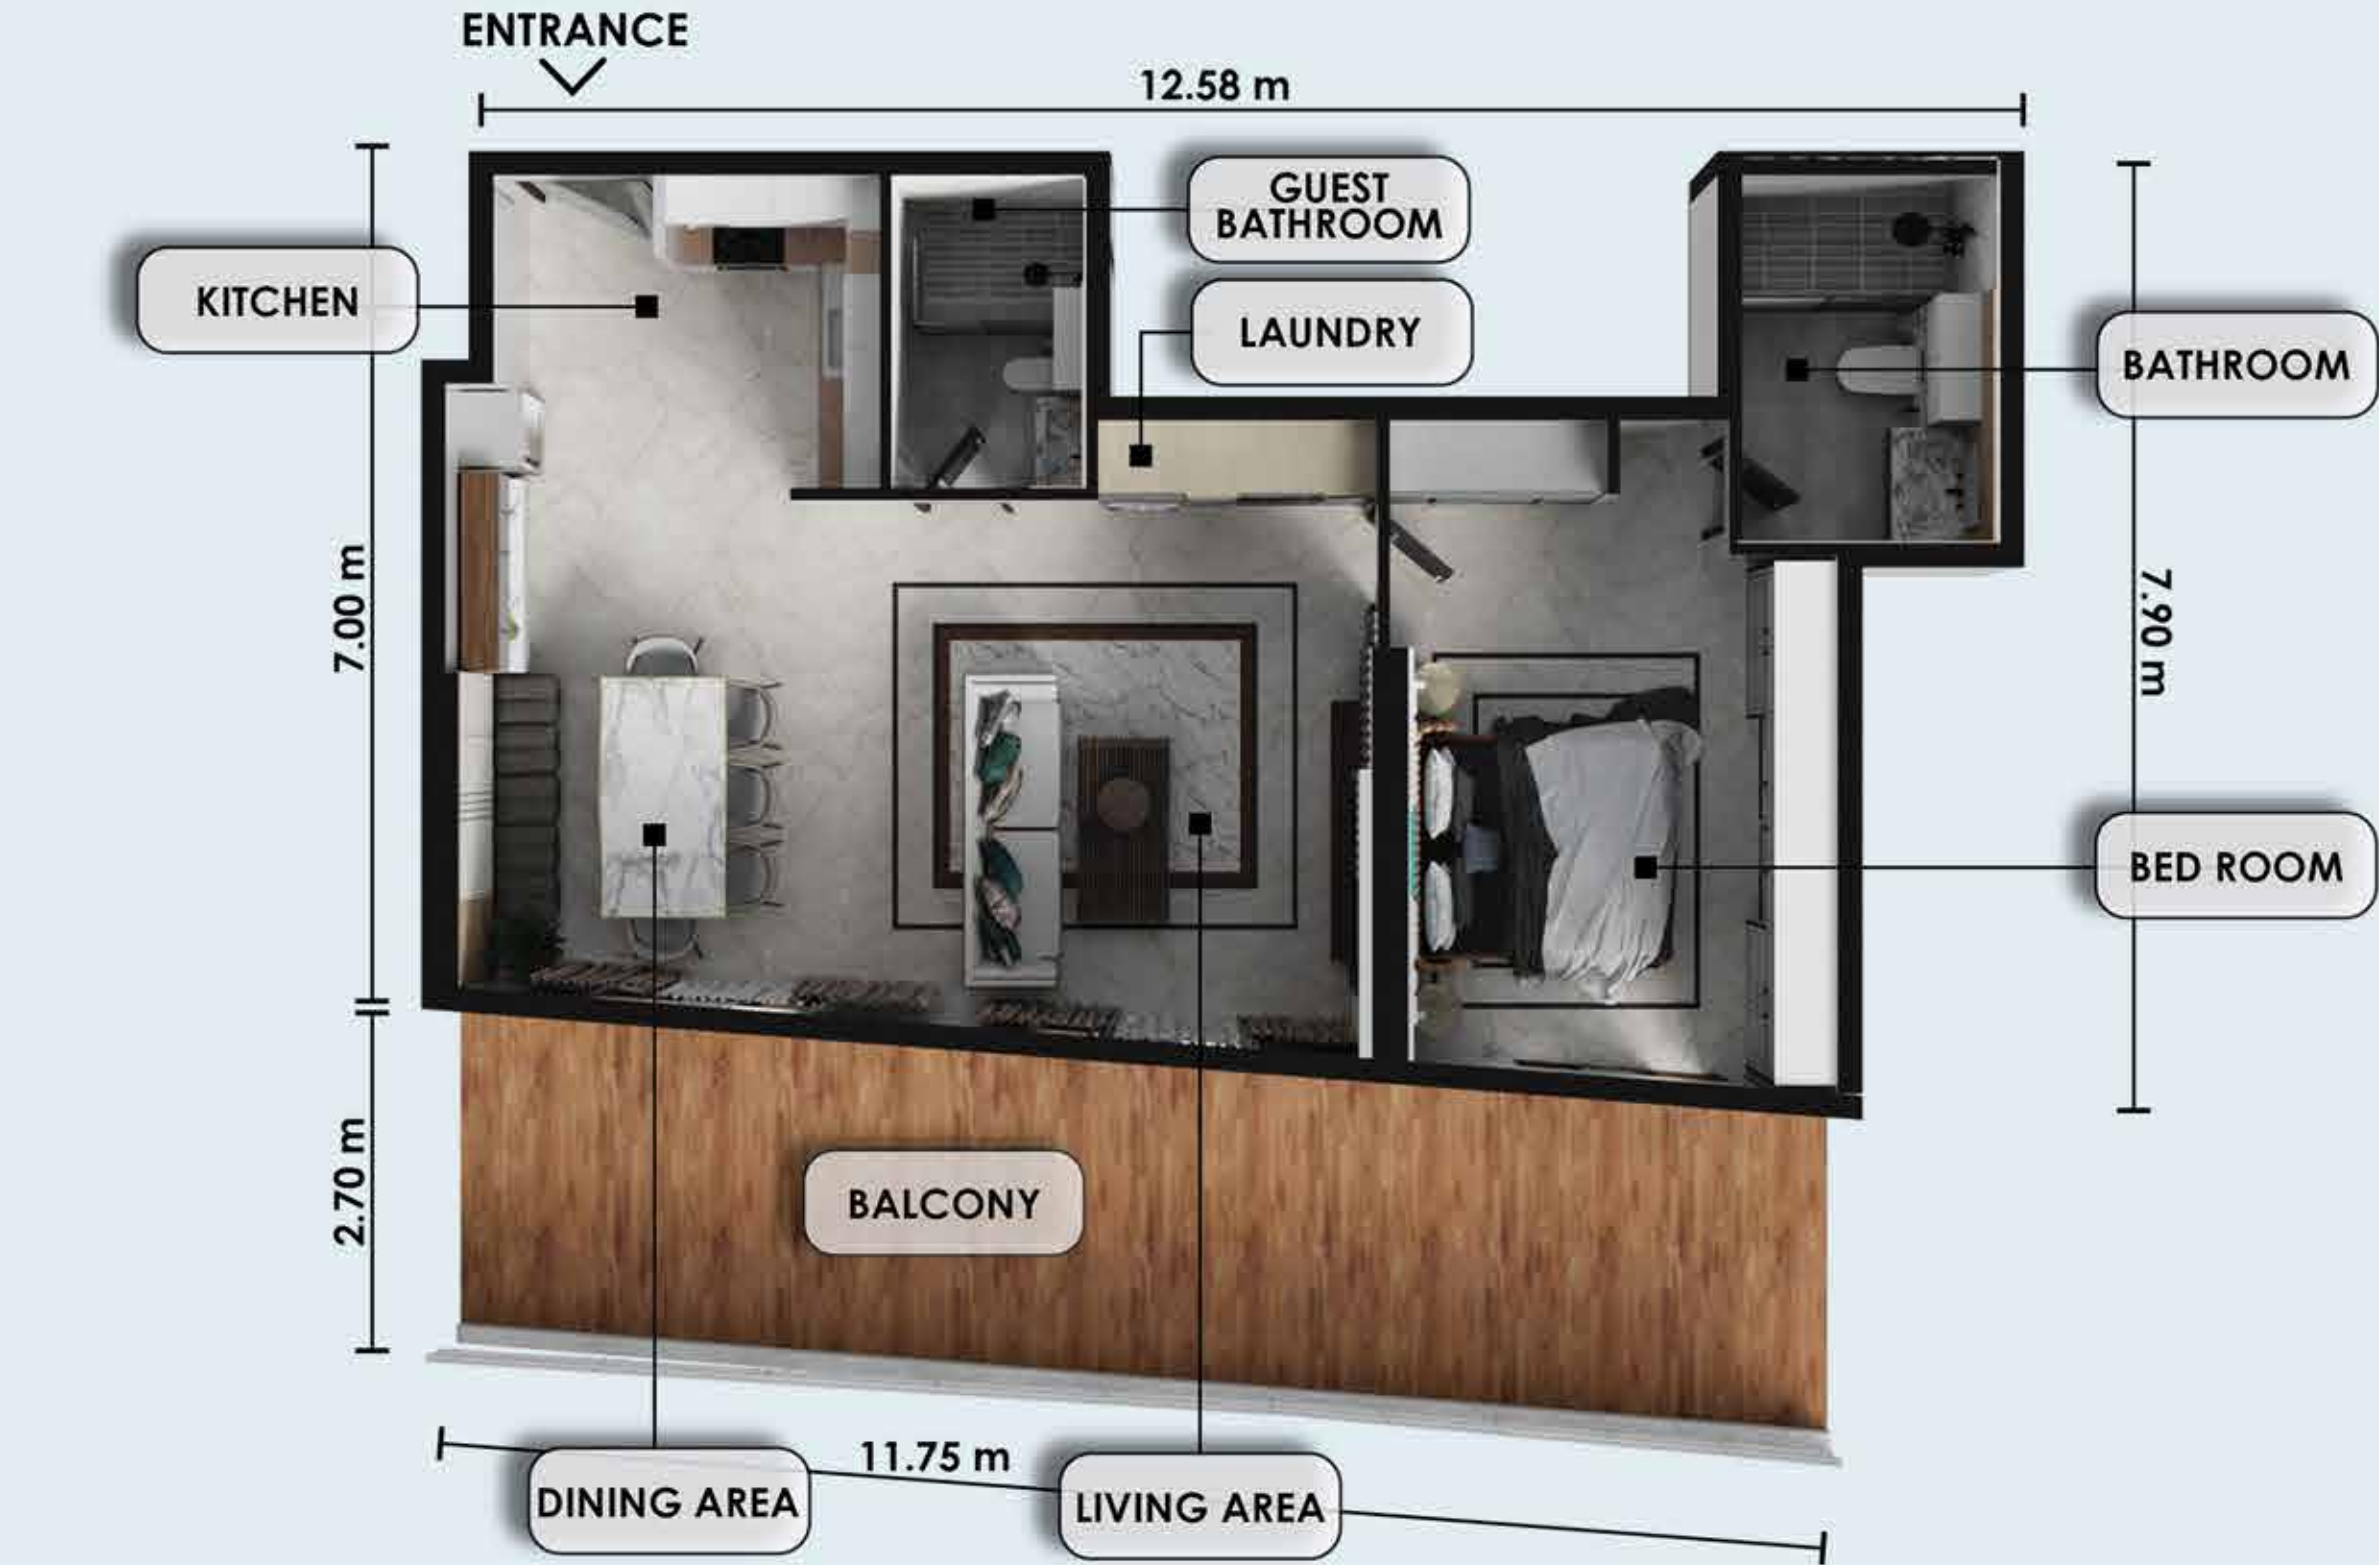 ENTRANCE
12.58 m
GUEST
BATHROOM
KITCHEN
LAUNDRY
BATHROOM
7.00 m
7.90 m
BED ROOM
2.70 m
BALCONY
11.75 m
DINING AREA
LIVING AREA